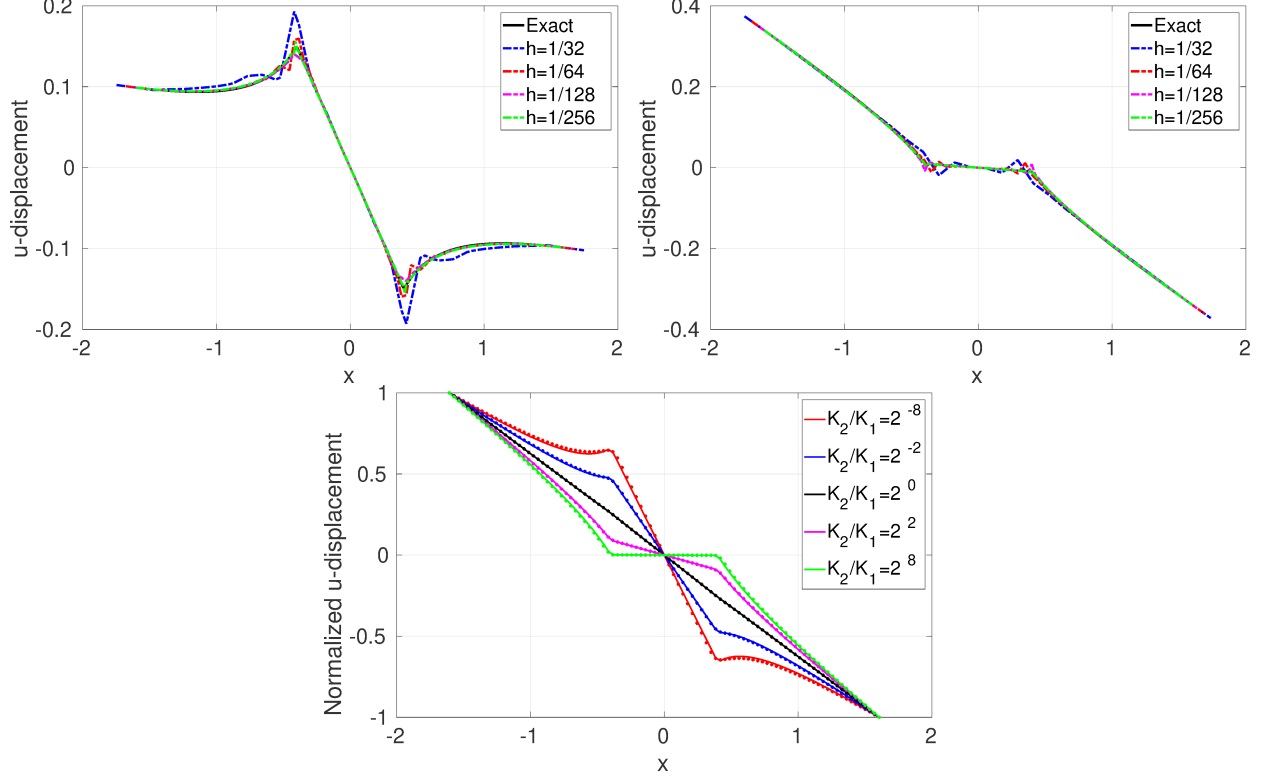 0.2
0.1
0
-0.1
-0.2
u-displacement
-2
-1
0
1
2
x
Exact
h=1/32
h=1/64
h=1/128
h=1/256
0.4
0.2
0
-0.2
-0.4
u-displacement
-2
-1
0
1
2
x
Exact
h=1/32
h=1/64
h=1/128
h=1/256
1
0.5
0
-0.5
-1
Normalized u-displacement
-2
-1
0
1
2
x
K2/K1=2 -8
K2/K1=2 -2
K2/K1=2 0
K2/K1=2 2
K2/K1=2 8